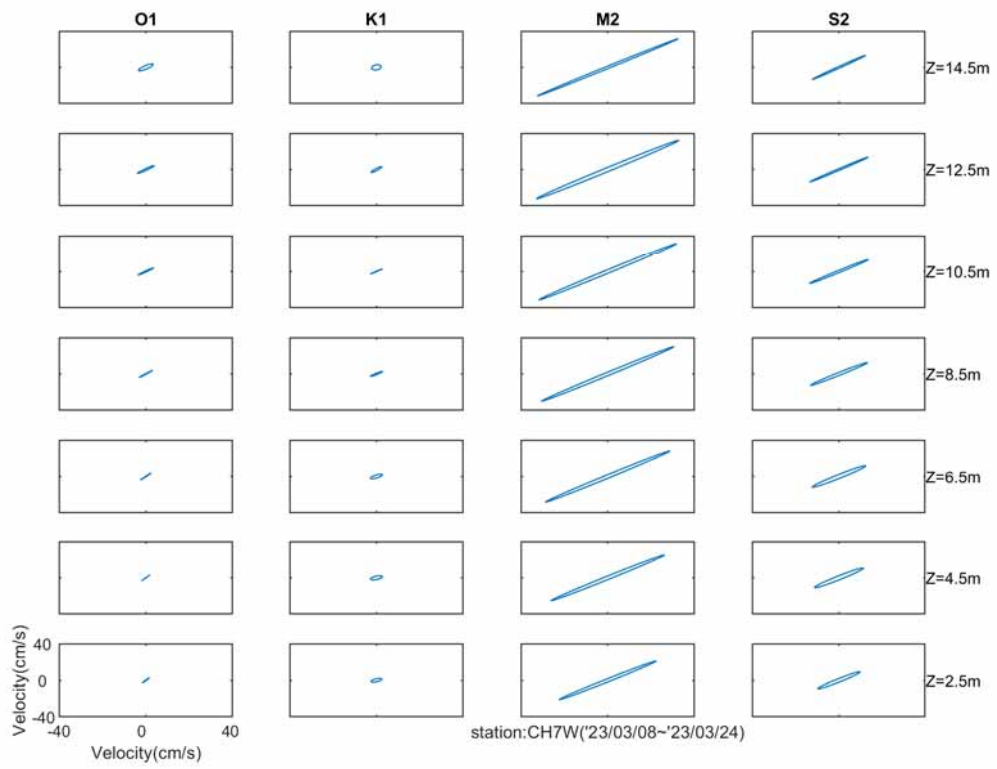 O1 K1 M2 S2
Z=14.5m
Z=12.5m
Z=10.5m
Z=8.5m
Z=6.5m
Z=4.5m
Z=2.5m
Velocity(cm/s)
40
0
-40
-40 0 40
Velocity(cm/s)
station:CH7W('23/03/08~'23/03/24)